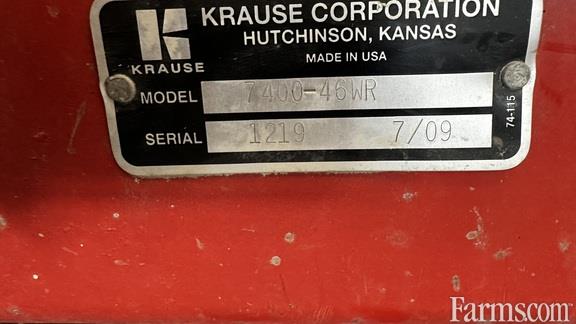 KRAUSE CORPORATION
HUTCHINSON, KANSAS
MADE IN USA
KRAUSE
MODEL 7400-46WR
SERIAL 1219 7/09
74-115
Farms.com